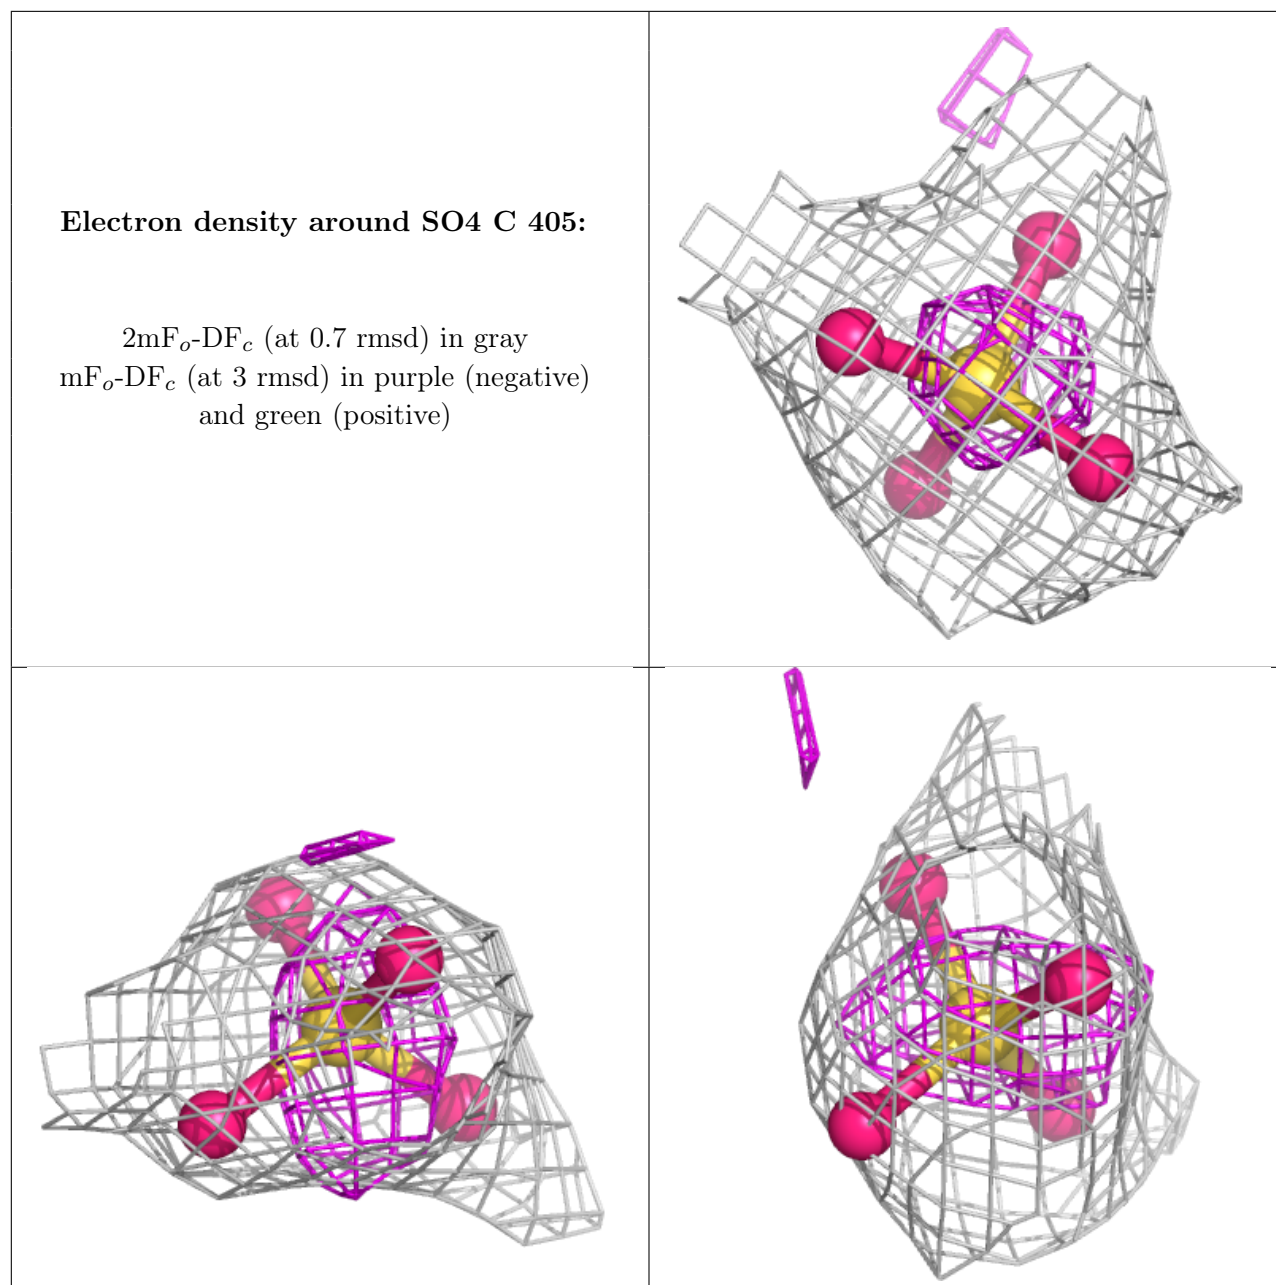 Electron density around SO4 C 405:
2mFo-DFc (at 0.7 rmsd) in gray
mFo-DFc (at 3 rmsd) in purple (negative)
and green (positive)